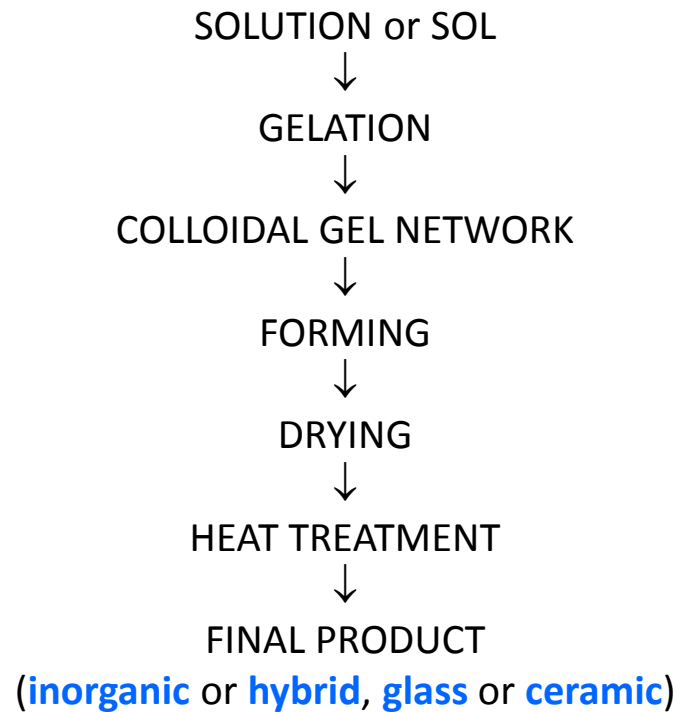 SOLUTION or SOL
↓
GELATION
↓
COLLOIDAL GEL NETWORK
↓
FORMING
↓
DRYING
↓
HEAT TREATMENT
↓
FINAL PRODUCT
(inorganic or hybrid, glass or ceramic)